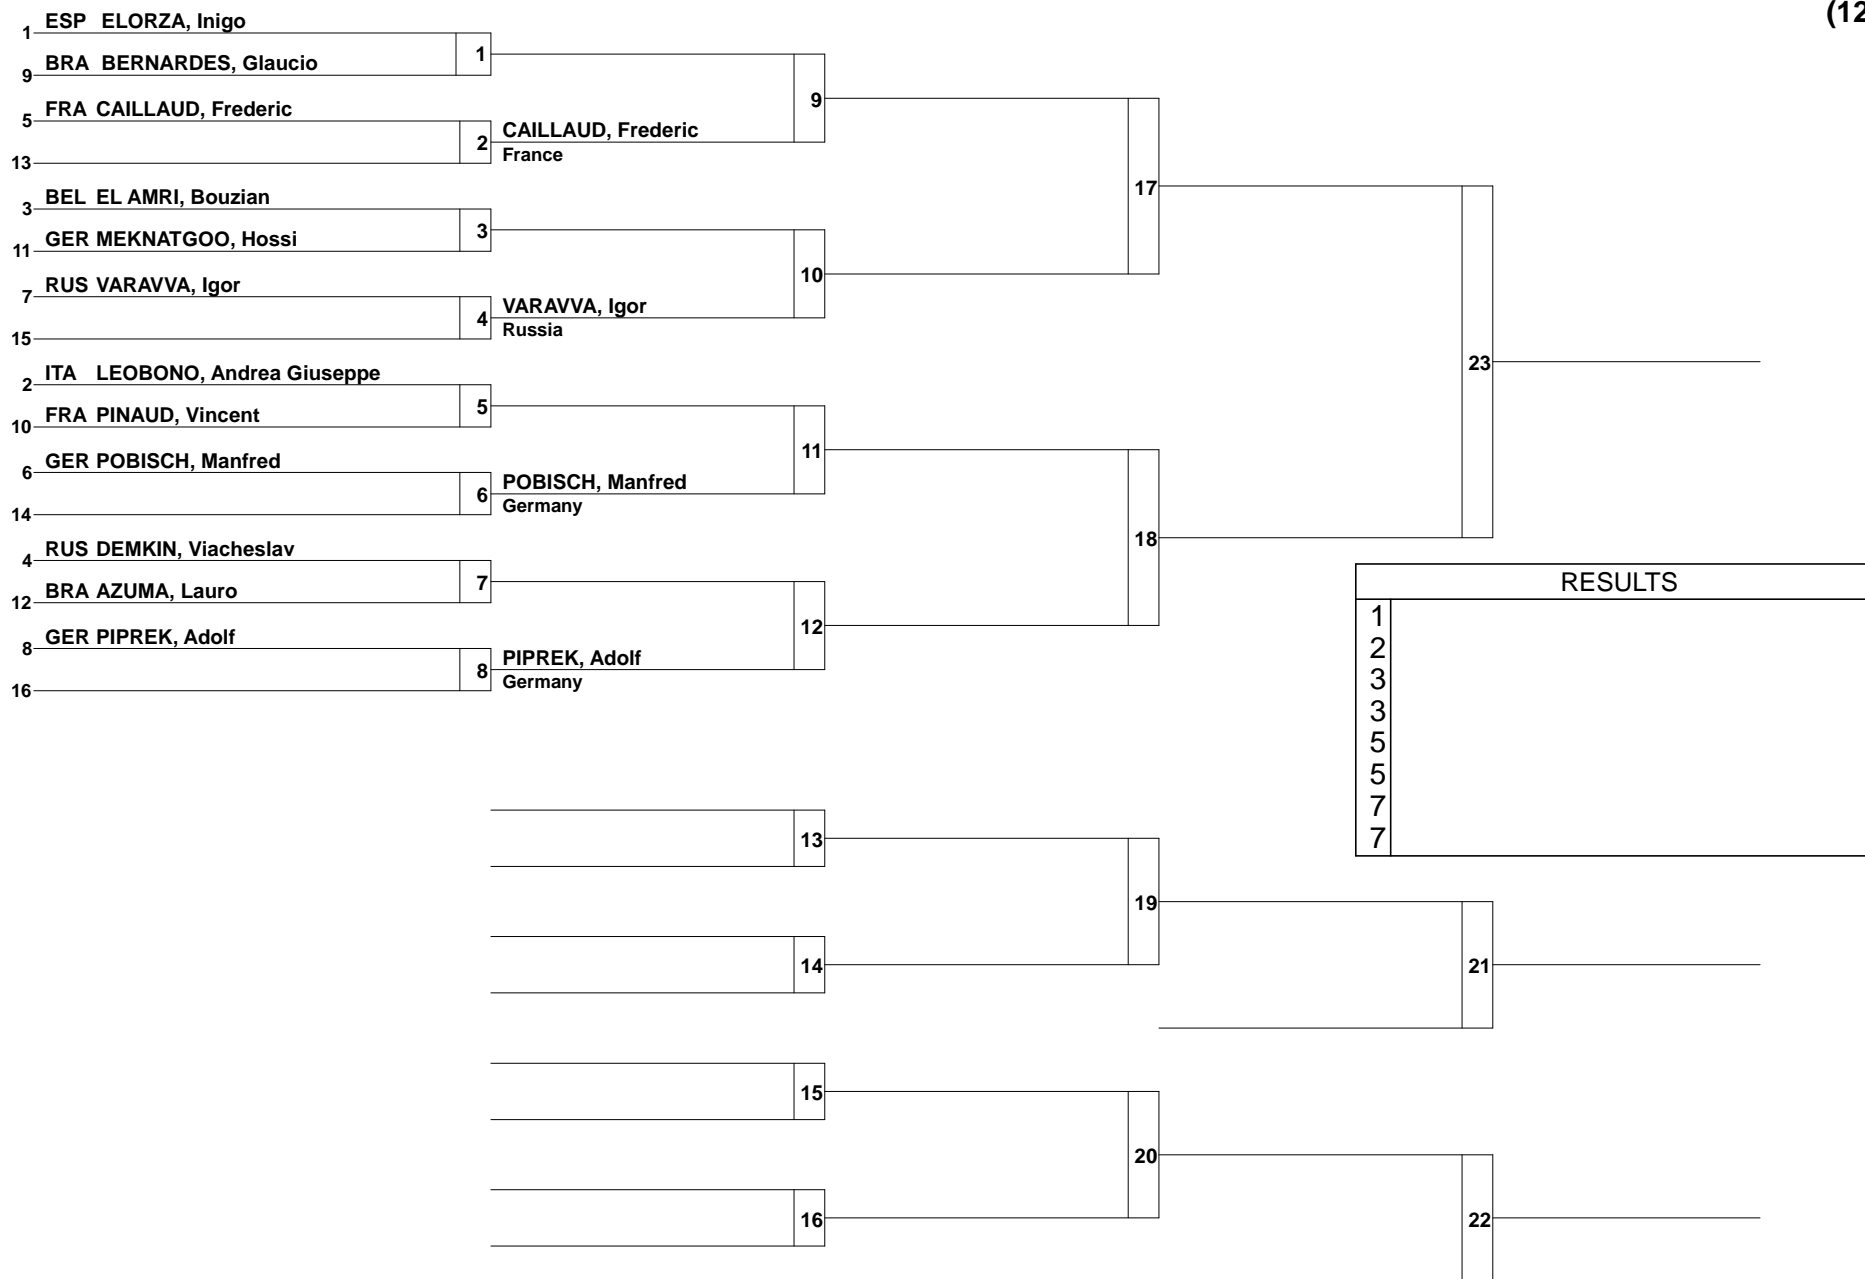 (12
1 ESP ELORZA, Inigo
1
9 BRA BERNARDES, Glaucio
9
5 FRA CAILLAUD, Frederic
2 CAILLAUD, Frederic
France
13
17
3 BEL EL AMRI, Bouzian
3
11 GER MEKNATGOO, Hossi
10
7 RUS VARAVVA, Igor
4 VARAVVA, Igor
Russia
15
23
2 ITA LEOBONO, Andrea Giuseppe
5
10 FRA PINAUD, Vincent
11
6 GER POBISCH, Manfred
6 POBISCH, Manfred
Germany
14
18
4 RUS DEMKIN, Viacheslav
7
12 BRA AZUMA, Lauro
12
8 GER PIPREK, Adolf
8 PIPREK, Adolf
Germany
16
RESULTS
1
2
3
3
5
5
7
7
13
19
14
21
15
20
16
22